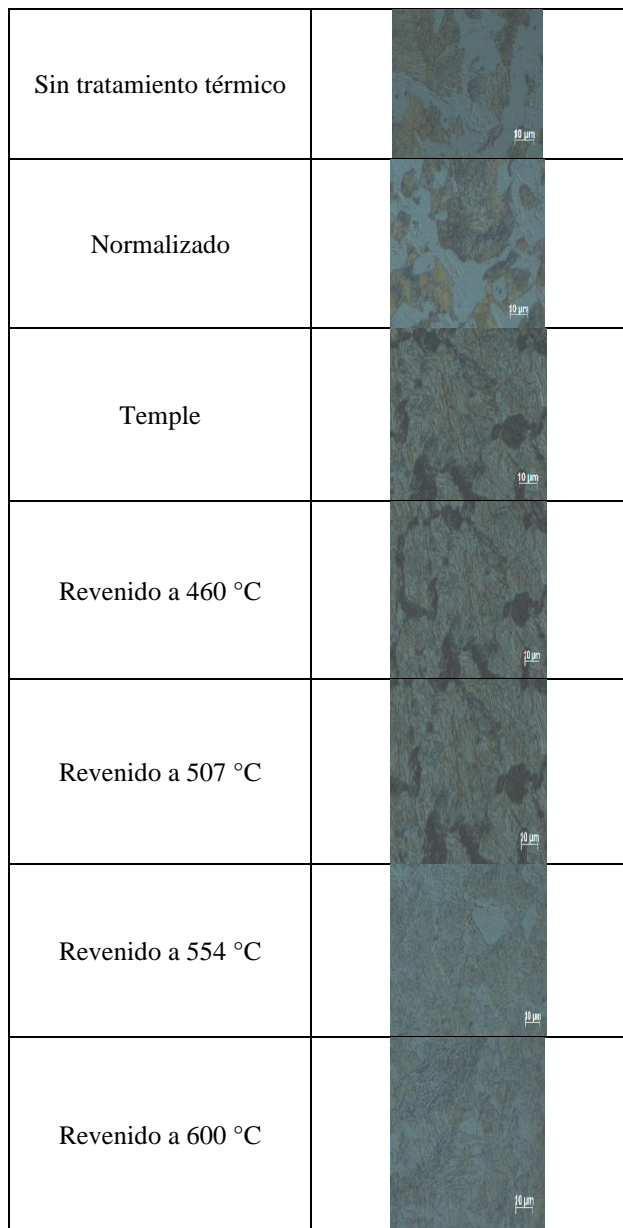 Sin tratamiento térmico
10 µm
Normalizado
10 µm
Temple
10 µm
Revenido a 460 °C
10 µm
Revenido a 507 °C
10 µm
Revenido a 554 °C
10 µm
Revenido a 600 °C
10 µm